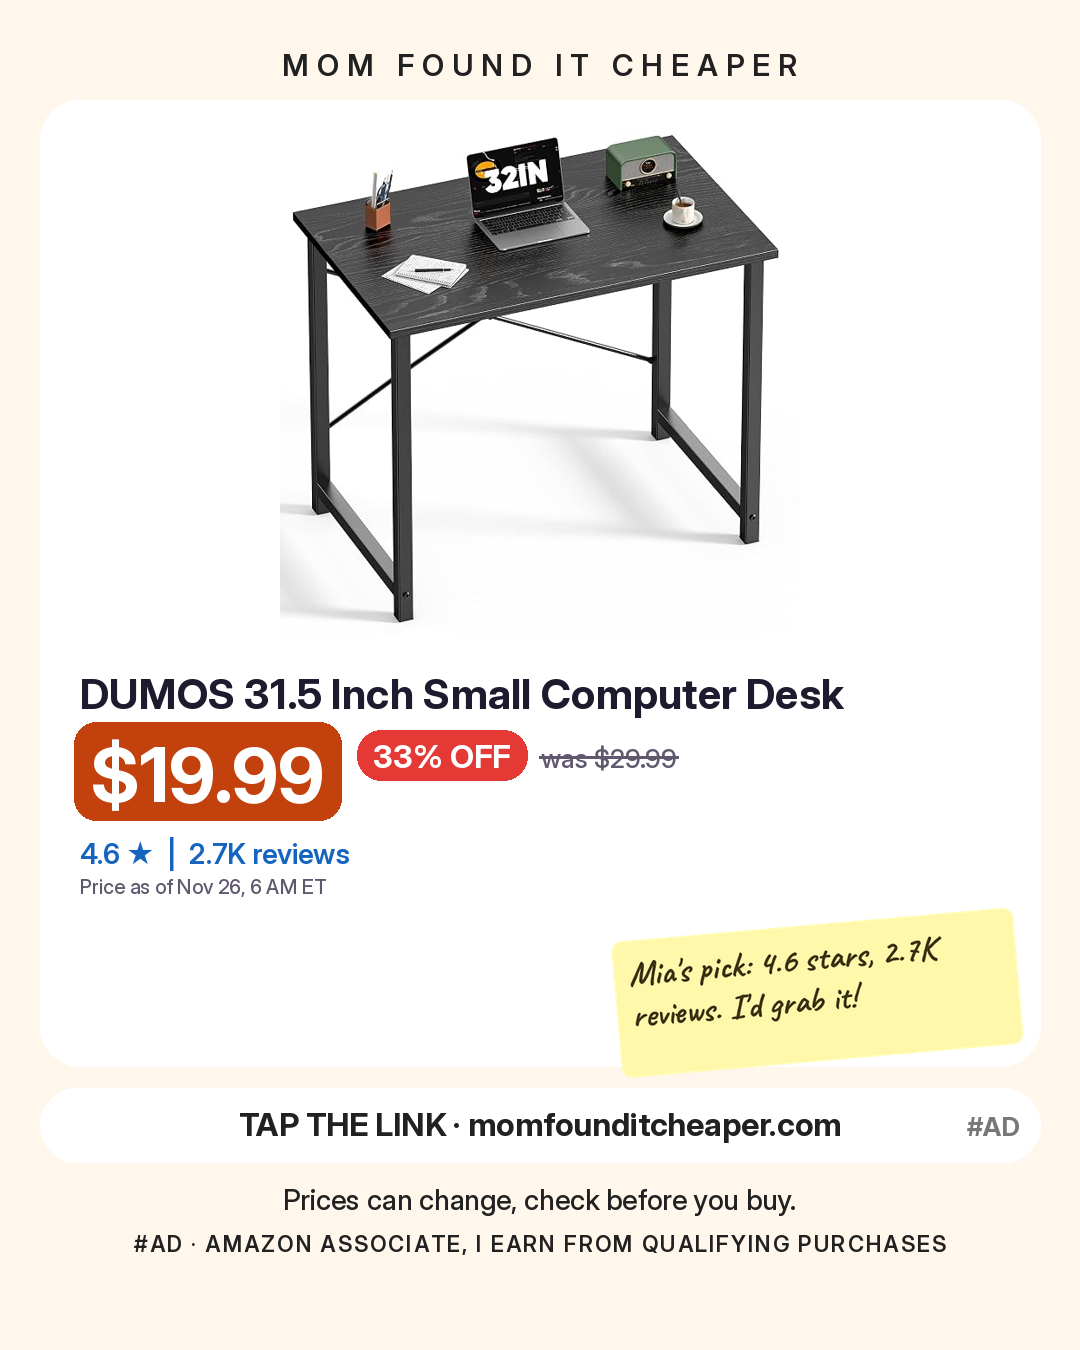 MOM FOUND IT CHEAPER
32IN
DUMOS 31.5 Inch Small Computer Desk
$19.99
33% OFF
was $29.99
4.6 ★ | 2.7K reviews
Price as of Nov 26, 6 AM ET
Mia's pick: 4.6 stars, 2.7K
reviews. I'd grab it!
TAP THE LINK · momfounditcheaper.com
#AD
Prices can change, check before you buy.
#AD · AMAZON ASSOCIATE, I EARN FROM QUALIFYING PURCHASES